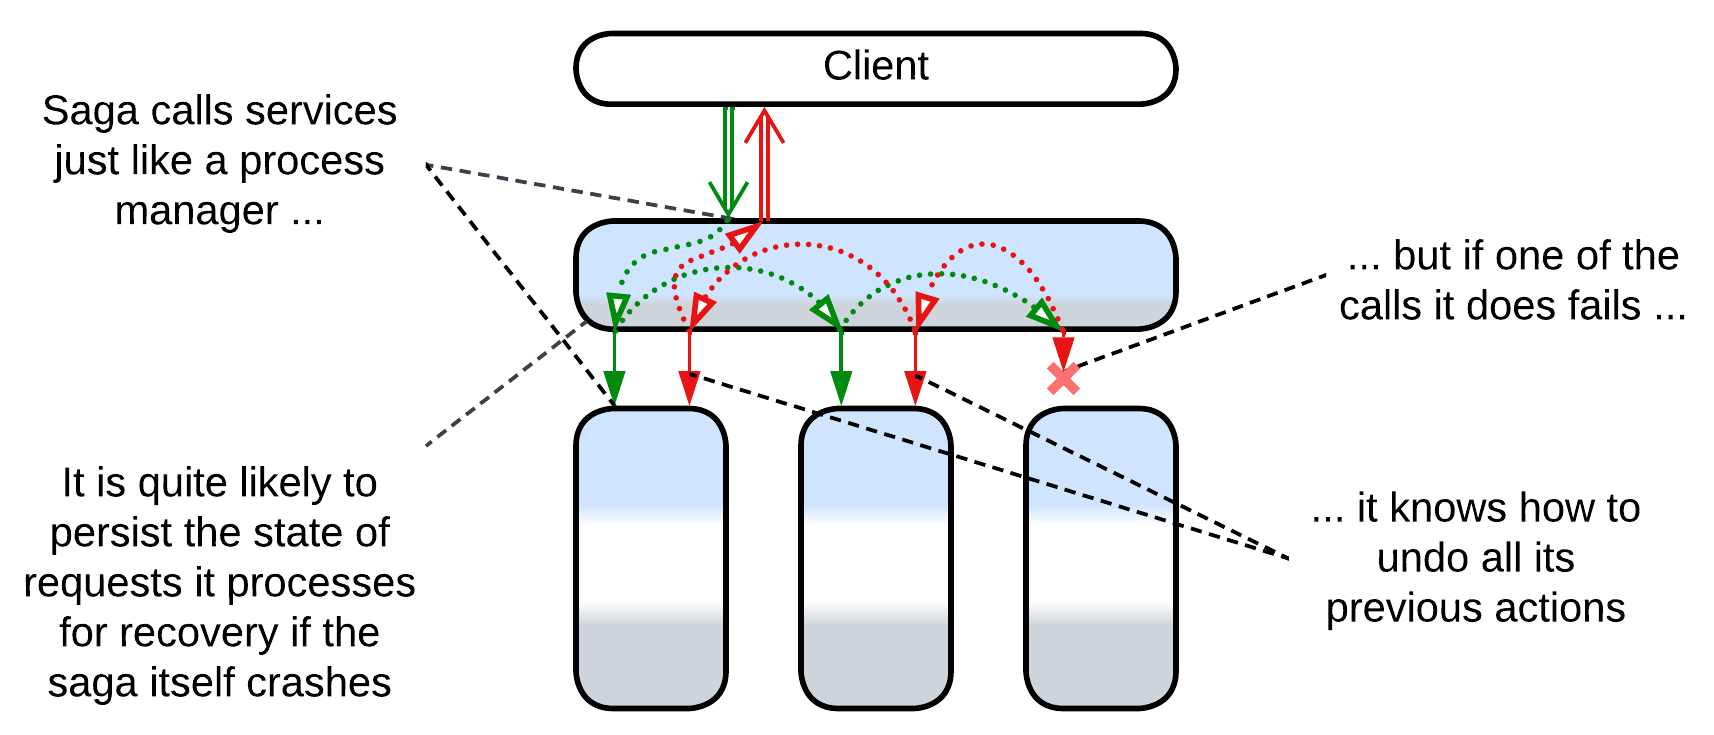 Client
Saga calls services
just like a process
manager ...
... but if one of the
calls it does fails ...
It is quite likely to
persist the state of
requests it processes
for recovery if the
saga itself crashes
... it knows how to
undo all its
previous actions